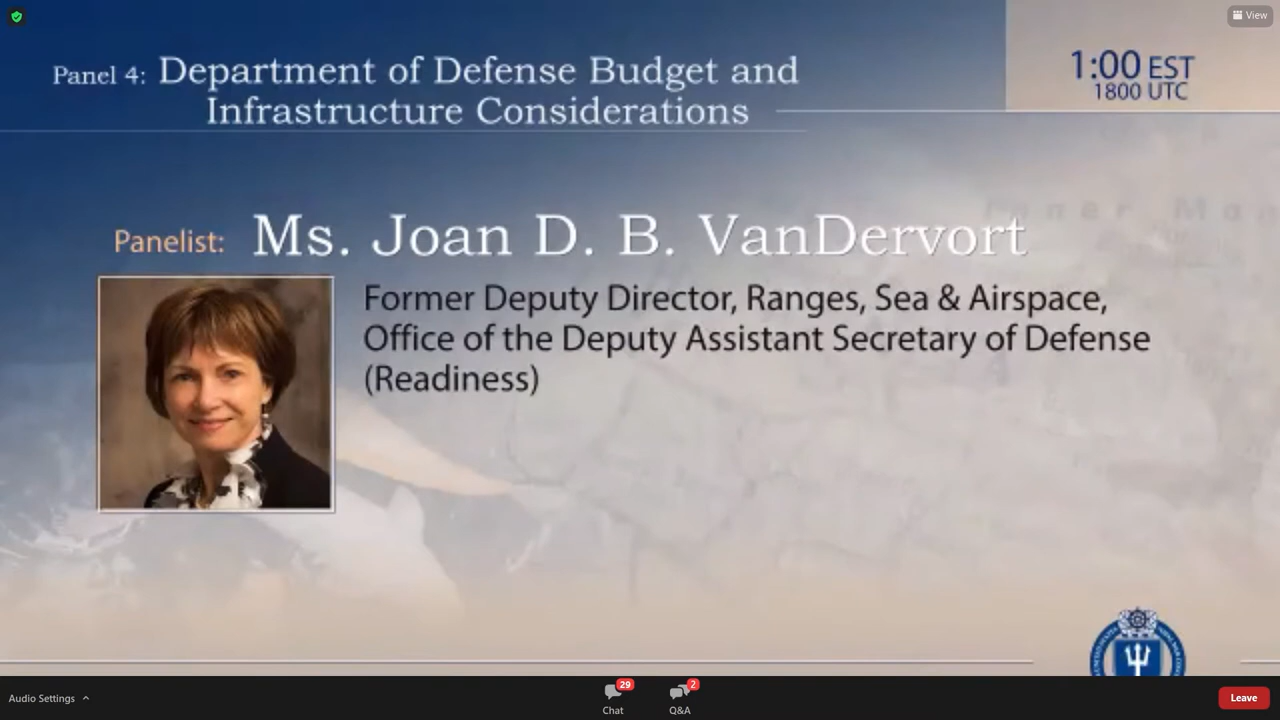 View
Panel 4: Department of Defense Budget and
Infrastructure Considerations
1:00 EST
1800 UTC
Panelist: Ms. Joan D. B. VanDervort
Former Deputy Director, Ranges, Sea & Airspace,
Office of the Deputy Assistant Secretary of Defense
(Readiness)
Audio Settings
29
Chat
2
Q&A
Leave